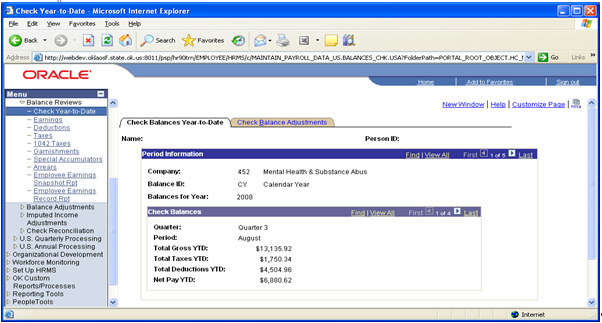 Check Year-to-Date - Microsoft Internet Explorer
File Edit View Favorites Tools Help
Back Search Favorites
Address http://webdev.oklaosf.state.ok.us:8011/psp/hr90trn/EMPLOYEE/HRMS/c/MAINTAIN_PAYROLL_DATA_US.BALANCES_CHK.USA?FolderPath=PORTAL_ROOT_OBJECT.HC_ Go Links »
ORACLE
Home Add to Favorites Sign out
Menu
Balance Reviews
– Check Year-to-Date
– Earnings
– Deductions
– Taxes
– 1042 Taxes
– Garnishments
– Special Accumulators
– Arrears
– Employee Earnings
Snapshot Rpt
– Employee Earnings
Record Rpt
Balance Adjustments
Imputed Income
Adjustments
Check Reconciliation
U.S. Quarterly Processing
U.S. Annual Processing
Organizational Development
Workforce Monitoring
Set Up HRMS
OK Custom
Reports/Processes
Reporting Tools
PeopleTools
New Window | Help | Customize Page |
Check Balances Year-to-Date Check Balance Adjustments
Name: Person ID:
Period Information Find | View All First 1 of 5 Last
Company: 452 Mental Health & Substance Abus
Balance ID: CY Calendar Year
Balances for Year: 2008
Check Balances Find | View All First 1 of 4 Last
Quarter: Quarter 3
Period: August
Total Gross YTD: $13,135.92
Total Taxes YTD: $1,750.34
Total Deductions YTD: $4,504.96
Net Pay YTD: $6,880.62
Internet